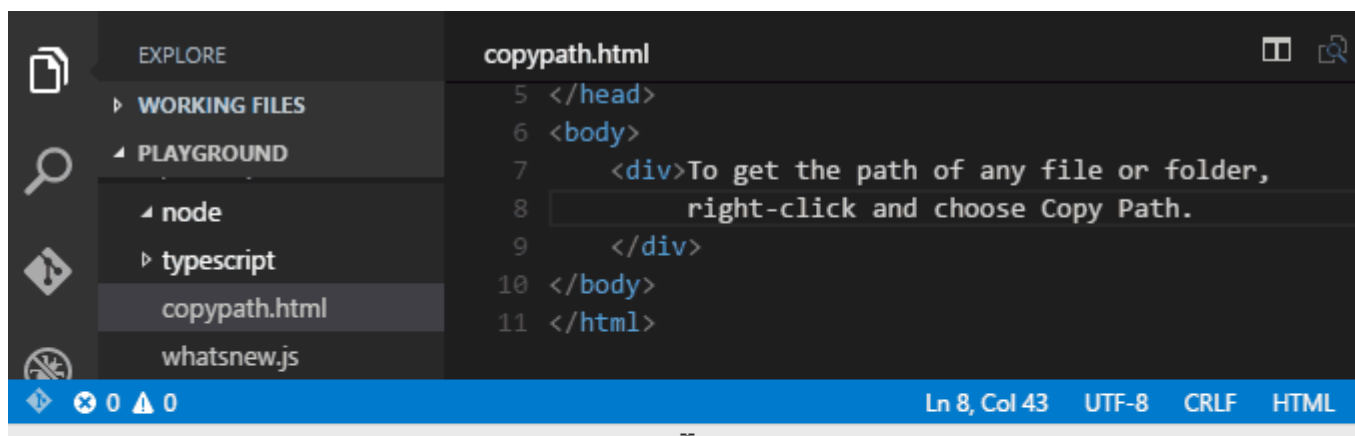 EXPLORE
WORKING FILES
PLAYGROUND
node
typescript
copypath.html
whatsnew.js
copypath.html
5 </head>
6 <body>
7 <div>To get the path of any file or folder,
8 right-click and choose Copy Path.
9 </div>
10 </body>
11 </html>
0 0 Ln 8, Col 43 UTF-8 CRLF HTML